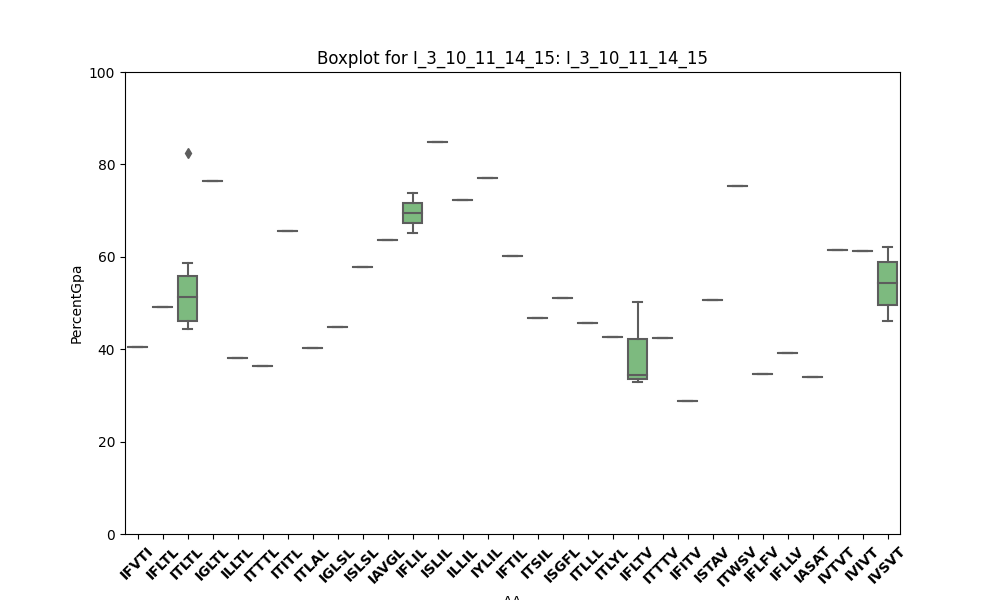 Boxplot for I_3_10_11_14_15: I_3_10_11_14_15
100
80
60
40
20
0
PercentGpa
IFVTI
IFLTL
ITLTL
IGLTL
ILLTL
ITTTL
ITITL
ITLAL
IGLSL
ISLSL
IAVGL
IFLIL
ISLIL
ILLIL
IYLIL
IFTIL
ITSIL
ISGFL
ITLLL
ITLYL
IFLTV
ITTTV
IFITV
ISTAV
ITWSV
IFLFV
IFLLV
IASAT
IVTVT
IVIVT
IVSVT
AA